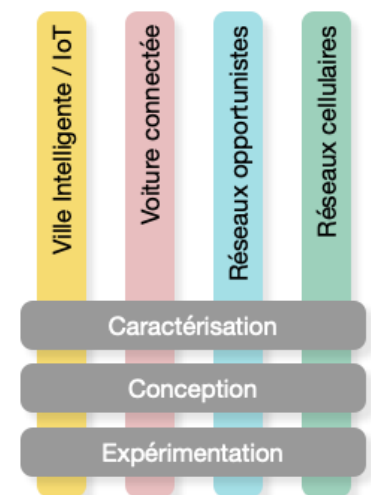 Ville Intelligente / IoT
Voiture connectée
Réseaux opportunistes
Réseaux cellulaires
Caractérisation
Conception
Expérimentation